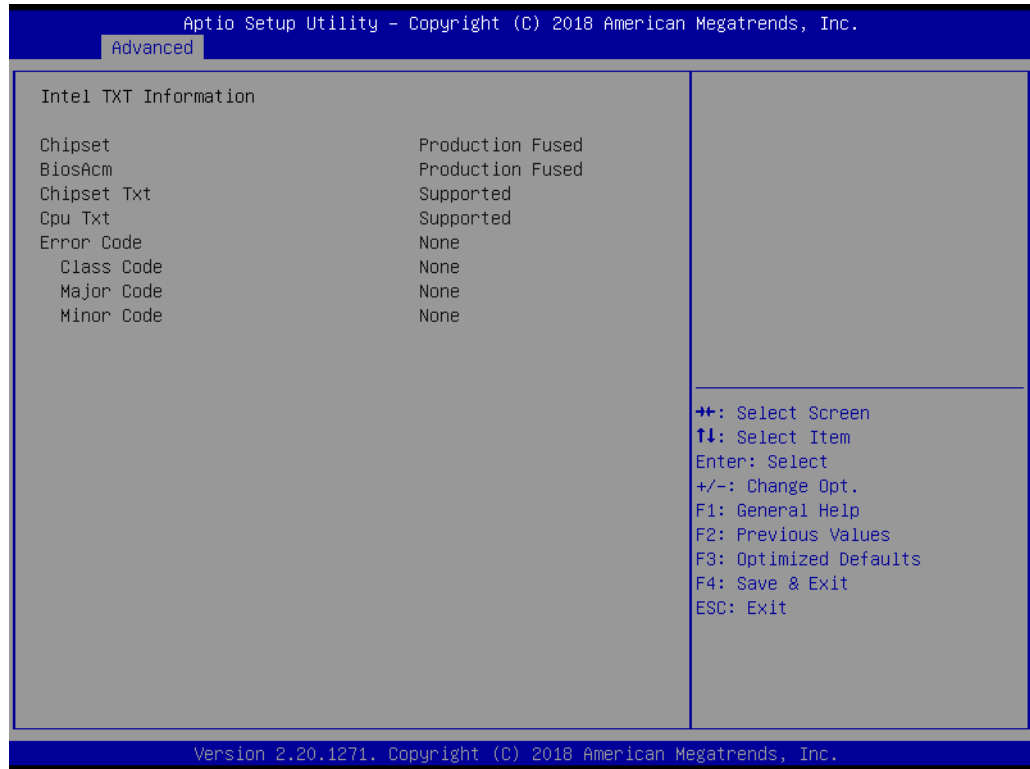 Aptio Setup Utility – Copyright (C) 2018 American Megatrends, Inc.
Advanced
Intel TXT Information
Chipset Production Fused
BiosAcm Production Fused
Chipset Txt Supported
Cpu Txt Supported
Error Code None
Class Code None
Major Code None
Minor Code None
→←: Select Screen
↑↓: Select Item
Enter: Select
+/-: Change Opt.
F1: General Help
F2: Previous Values
F3: Optimized Defaults
F4: Save & Exit
ESC: Exit
Version 2.20.1271. Copyright (C) 2018 American Megatrends, Inc.